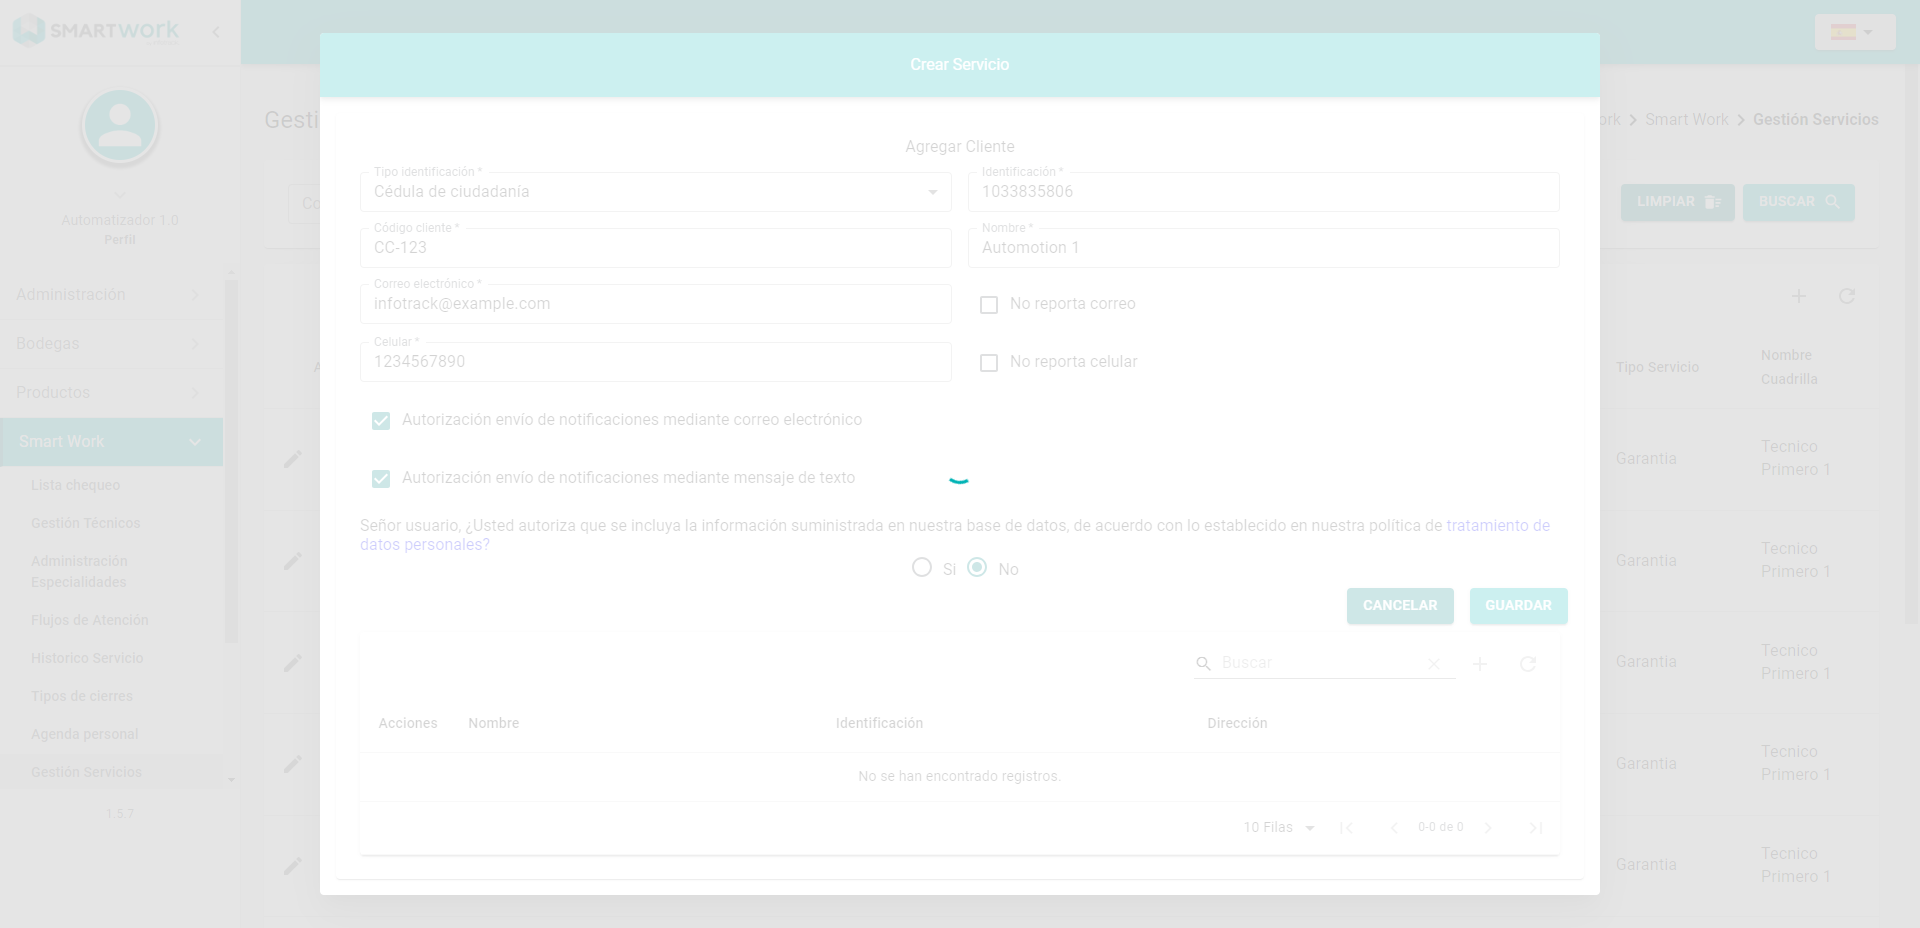 SMARTWORK
Gesti
ork > Smart Work > Gestión Servicios
Automatizador 1.0
Perfil
Administración
Bodegas
Productos
Smart Work
Lista chequeo
Gestión Técnicos
Administración
Especialidades
Flujos de Atención
Historico Servicio
Tipos de cierres
Agenda personal
Gestión Servicios
1.5.7
Co
LIMPIAR
BUSCAR
A
Tipo Servicio
Nombre
Cuadrilla
Garantia
Tecnico
Primero 1
Garantia
Tecnico
Primero 1
Garantia
Tecnico
Primero 1
Garantia
Tecnico
Primero 1
Garantia
Tecnico
Primero 1
Crear Servicio
Agregar Cliente
Tipo identificación *
Cédula de ciudadanía
Identificación *
1033835806
Código cliente *
CC-123
Nombre *
Automotion 1
Correo electrónico *
infotrack@example.com
No reporta correo
Celular *
1234567890
No reporta celular
Autorización envío de notificaciones mediante correo electrónico
Autorización envío de notificaciones mediante mensaje de texto
Señor usuario, ¿Usted autoriza que se incluya la información suministrada en nuestra base de datos, de acuerdo con lo establecido en nuestra política de tratamiento de
datos personales?
Si No
CANCELAR GUARDAR
Buscar
Acciones Nombre Identificación Dirección
No se han encontrado registros.
10 Filas 0-0 de 0